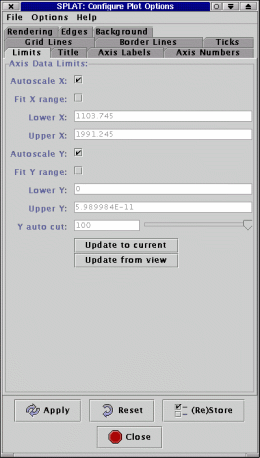 SPLAT: Configure Plot Options
File Options Help
Rendering Edges Background
Grid Lines Border Lines Ticks
Limits Title Axis Labels Axis Numbers
Axis Data Limits:
Autoscale X:
Fit X range:
Lower X: 1103.745
Upper X: 1991.245
Autoscale Y:
Fit Y range:
Lower Y: 0
Upper Y: 5.989984E-11
Y auto cut: 100
Update to current
Update from view
Apply Reset (Re)Store
Close